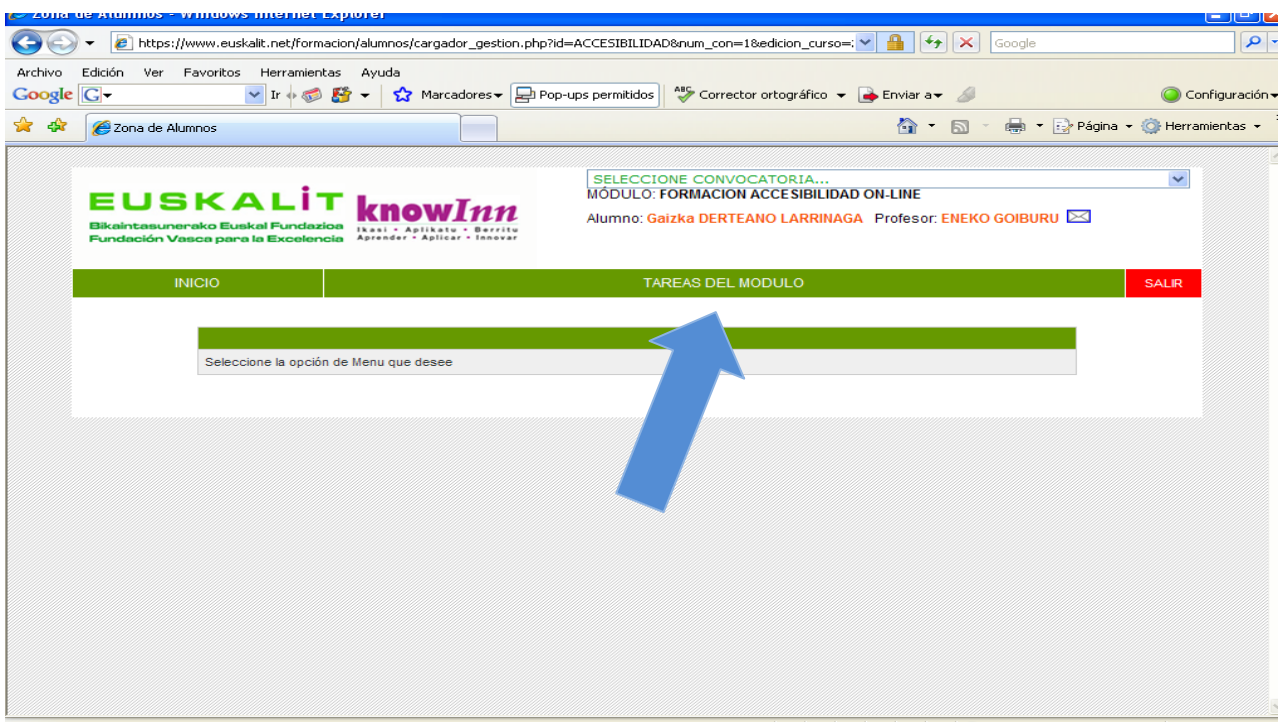 Zona de Alumnos - Windows Internet Explorer
https://www.euskalit.net/formacion/alumnos/cargador_gestion.php?id=ACCESIBILIDAD&num_con=1&edicion_curso=
Google
Archivo Edición Ver Favoritos Herramientas Ayuda
Google G Ir Marcadores Pop-ups permitidos ABC Corrector ortográfico Enviar a Configuración
Zona de Alumnos Página Herramientas
SELECCIONE CONVOCATORIA...
MÓDULO: FORMACION ACCESIBILIDAD ON-LINE
Alumno: Gaizka DERTEANO LARRINAGA Profesor: ENEKO GOIBURU
EUSKALiT
Bikaintasunerako Euskal Fundazioa
Fundación Vasca para la Excelencia
knowInn
Ikasi - Aplikatu - Berritu
Aprender - Aplicar - Innovar
INICIO TAREAS DEL MODULO SALIR
Seleccione la opción de Menu que desee